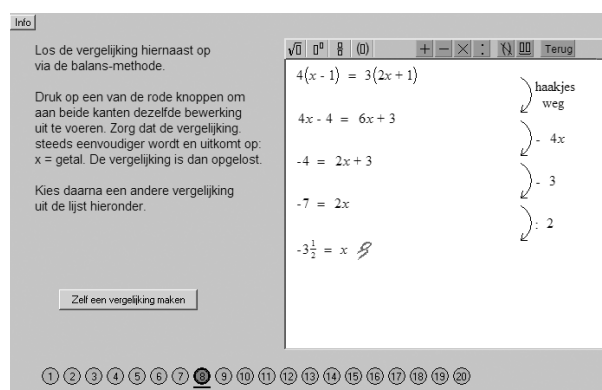 Info
Los de vergelijking hiernaast op
via de balans-methode.
Druk op een van de rode knoppen om
aan beide kanten dezelfde bewerking
uit te voeren. Zorg dat de vergelijking.
steeds eenvoudiger wordt en uitkomt op:
x = getal. De vergelijking is dan opgelost.
Kies daarna een andere vergelijking
uit de lijst hieronder.
Zelf een vergelijking maken
+ − × : Terug
4(x - 1) = 3(2x + 1)
haakjes
weg
4x - 4 = 6x + 3
- 4x
-4 = 2x + 3
- 3
-7 = 2x
: 2
-3½ = x
1 2 3 4 5 6 7 8 9 10 11 12 13 14 15 16 17 18 19 20